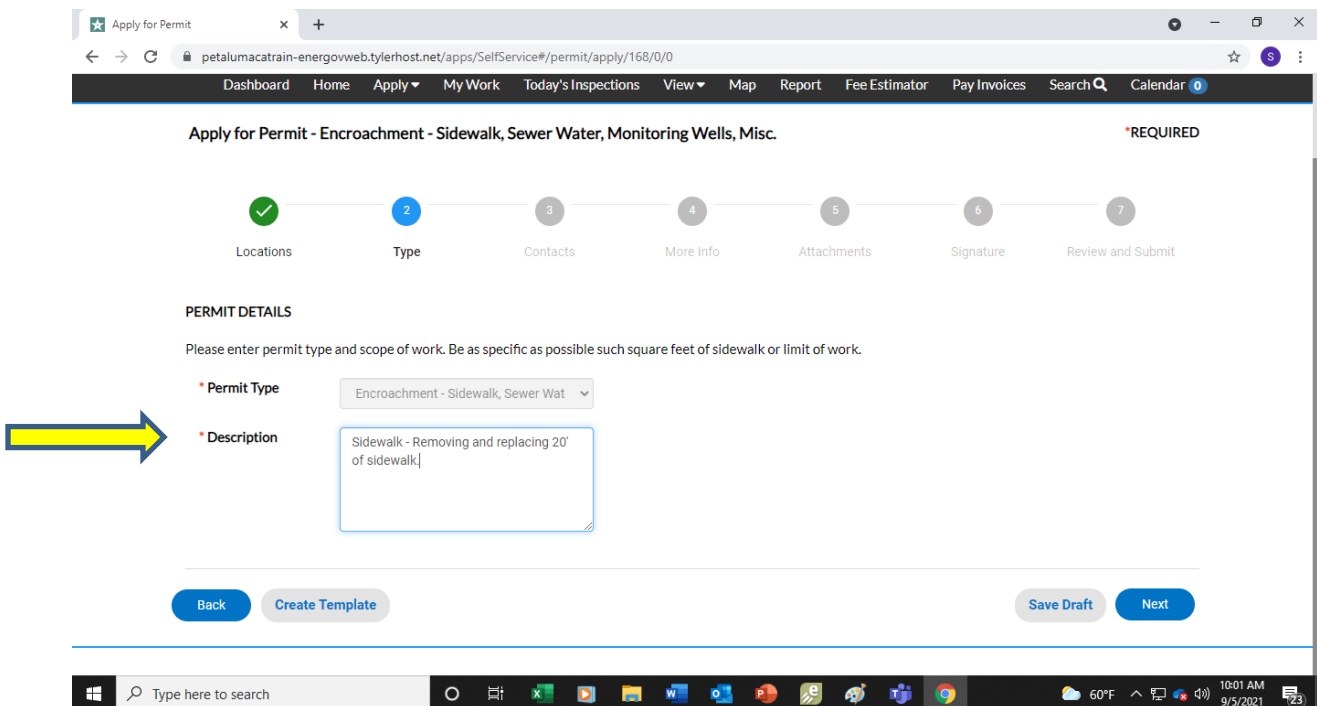 Apply for Permit
petalumacatrain-energovweb.tylerhost.net/apps/SelfService#/permit/apply/168/0/0
S
Dashboard Home Apply My Work Today's Inspections View Map Report Fee Estimator Pay Invoices Search Calendar 0
Apply for Permit - Encroachment - Sidewalk, Sewer Water, Monitoring Wells, Misc.
*REQUIRED
2 3 4 5 6 7
Locations Type Contacts More Info Attachments Signature Review and Submit
PERMIT DETAILS
Please enter permit type and scope of work. Be as specific as possible such square feet of sidewalk or limit of work.
* Permit Type
Encroachment - Sidewalk, Sewer Wat
* Description
Sidewalk - Removing and replacing 20'
of sidewalk.
Back Create Template Save Draft Next
Type here to search
60°F
10:01 AM
9/5/2021
23